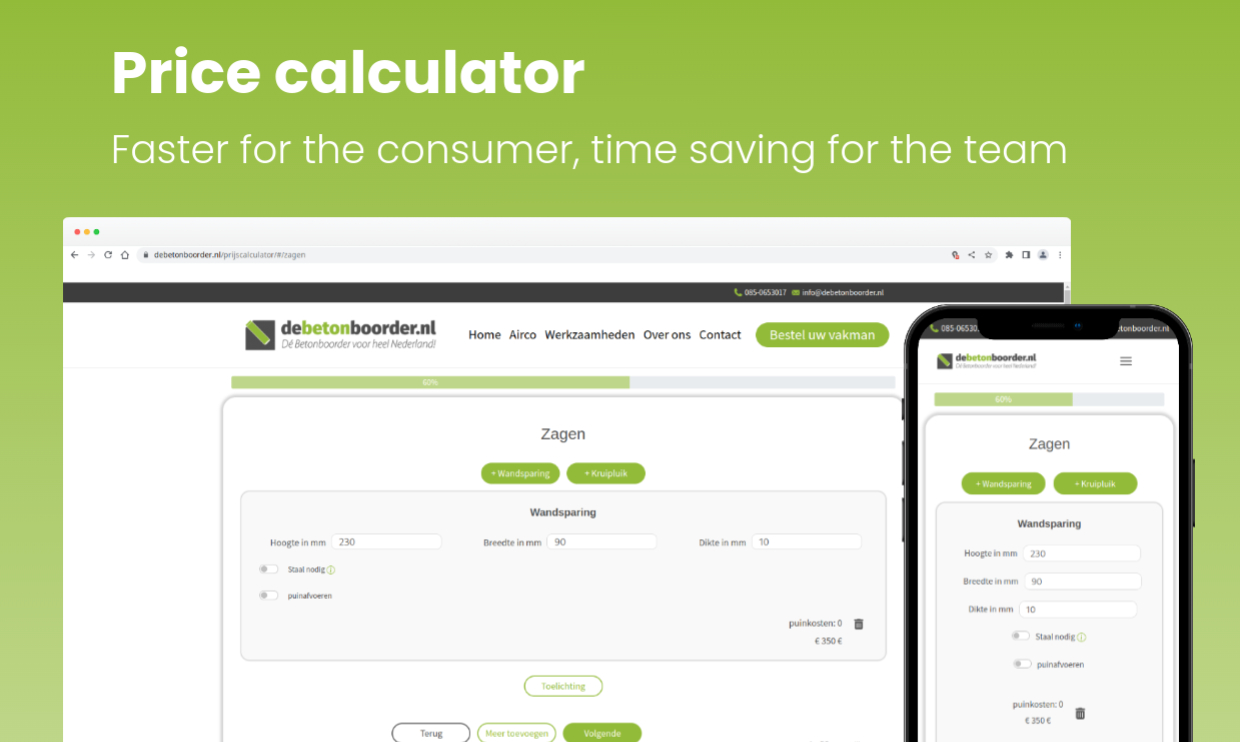 Price calculator
Faster for the consumer, time saving for the team
debetonboorder.nl/prijscalculator/#/zagen
085-0653017 info@debetonboorder.nl
debetonboorder.nl
Dé Betonboorder voor heel Nederland!
Home Airco Werkzaamheden Over ons Contact Bestel uw vakman
60%
Zagen
+ Wandsparing + Kruipluik
Wandsparing
Hoogte in mm 230 Breedte in mm 90 Dikte in mm 10
Staal nodig
puinafvoeren
puinkosten: 0
€ 350 €
Toelichting
Terug Meer toevoegen Volgende
085-06530 tonboorder.nl
debetonboorder.nl
Dé Betonboorder voor heel Nederland!
60%
Zagen
+ Wandsparing + Kruipluik
Wandsparing
Hoogte in mm 230
Breedte in mm 90
Dikte in mm 10
Staal nodig
puinafvoeren
puinkosten: 0
€ 350 €